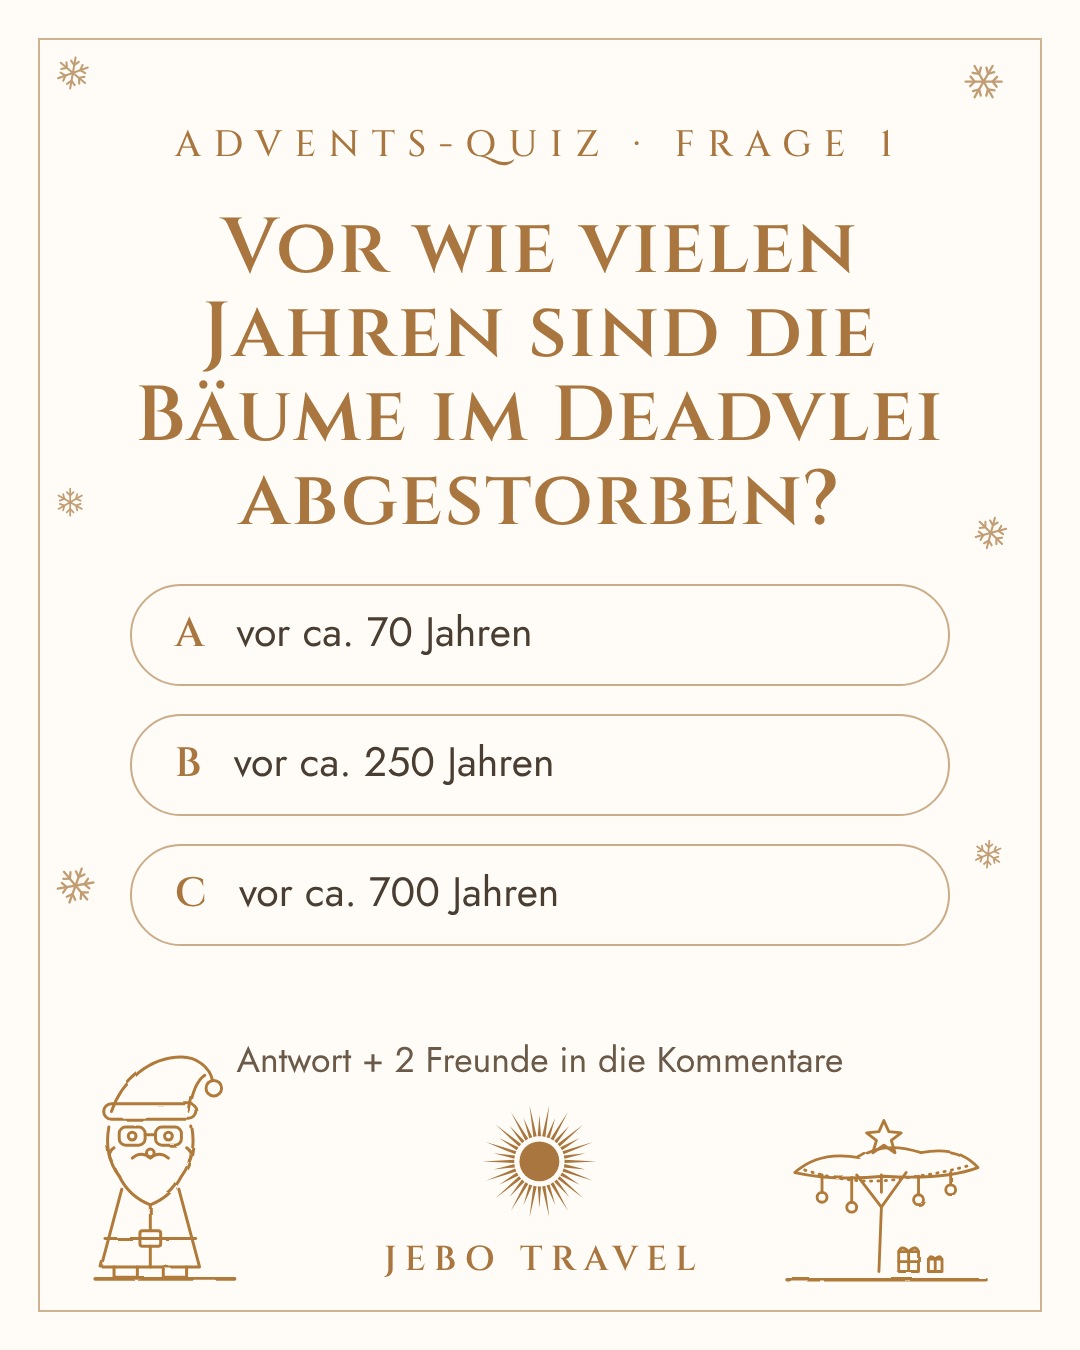 ADVENTS-QUIZ · FRAGE 1
VOR WIE VIELEN
JAHREN SIND DIE
BÄUME IM DEADVLEI
ABGESTORBEN?
A vor ca. 70 Jahren
B vor ca. 250 Jahren
C vor ca. 700 Jahren
Antwort + 2 Freunde in die Kommentare
JEBO TRAVEL